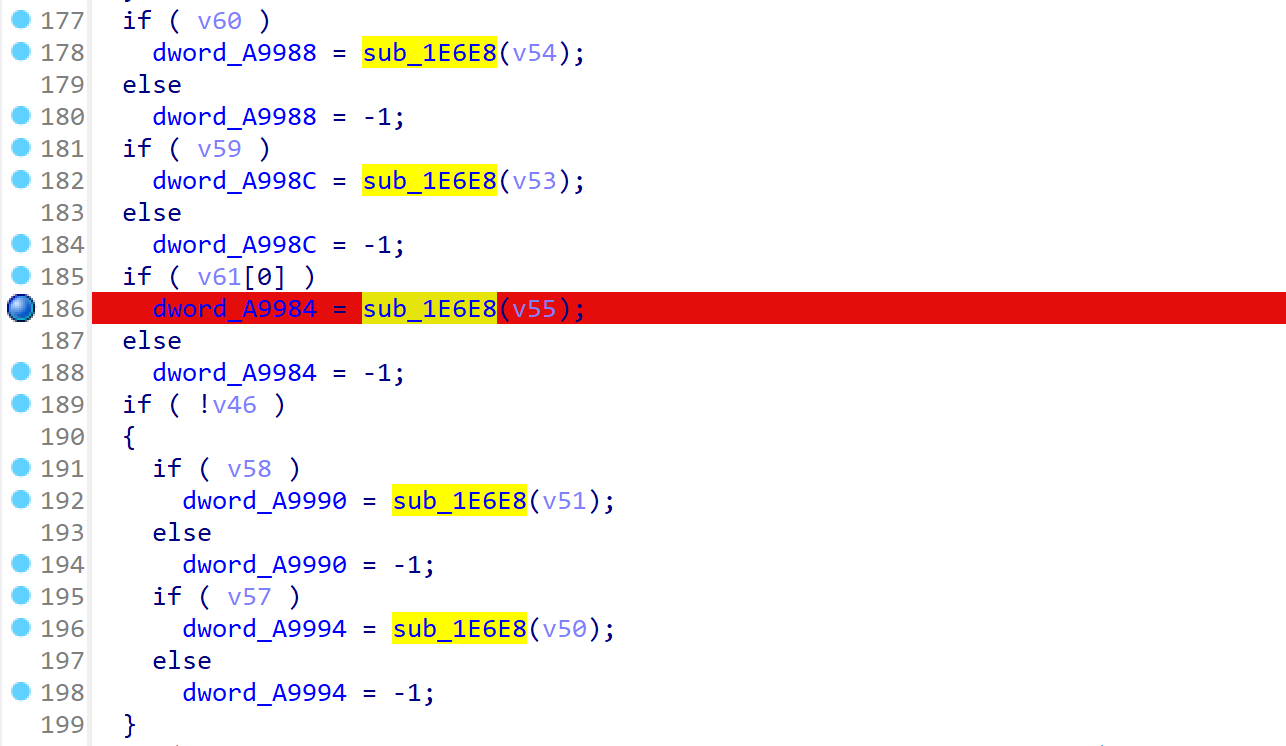 177 if ( v60 )
178 dword_A9988 = sub_1E6E8(v54);
179 else
180 dword_A9988 = -1;
181 if ( v59 )
182 dword_A998C = sub_1E6E8(v53);
183 else
184 dword_A998C = -1;
185 if ( v61[0] )
186 dword_A9984 = sub_1E6E8(v55);
187 else
188 dword_A9984 = -1;
189 if ( !v46 )
190 {
191 if ( v58 )
192 dword_A9990 = sub_1E6E8(v51);
193 else
194 dword_A9990 = -1;
195 if ( v57 )
196 dword_A9994 = sub_1E6E8(v50);
197 else
198 dword_A9994 = -1;
199 }